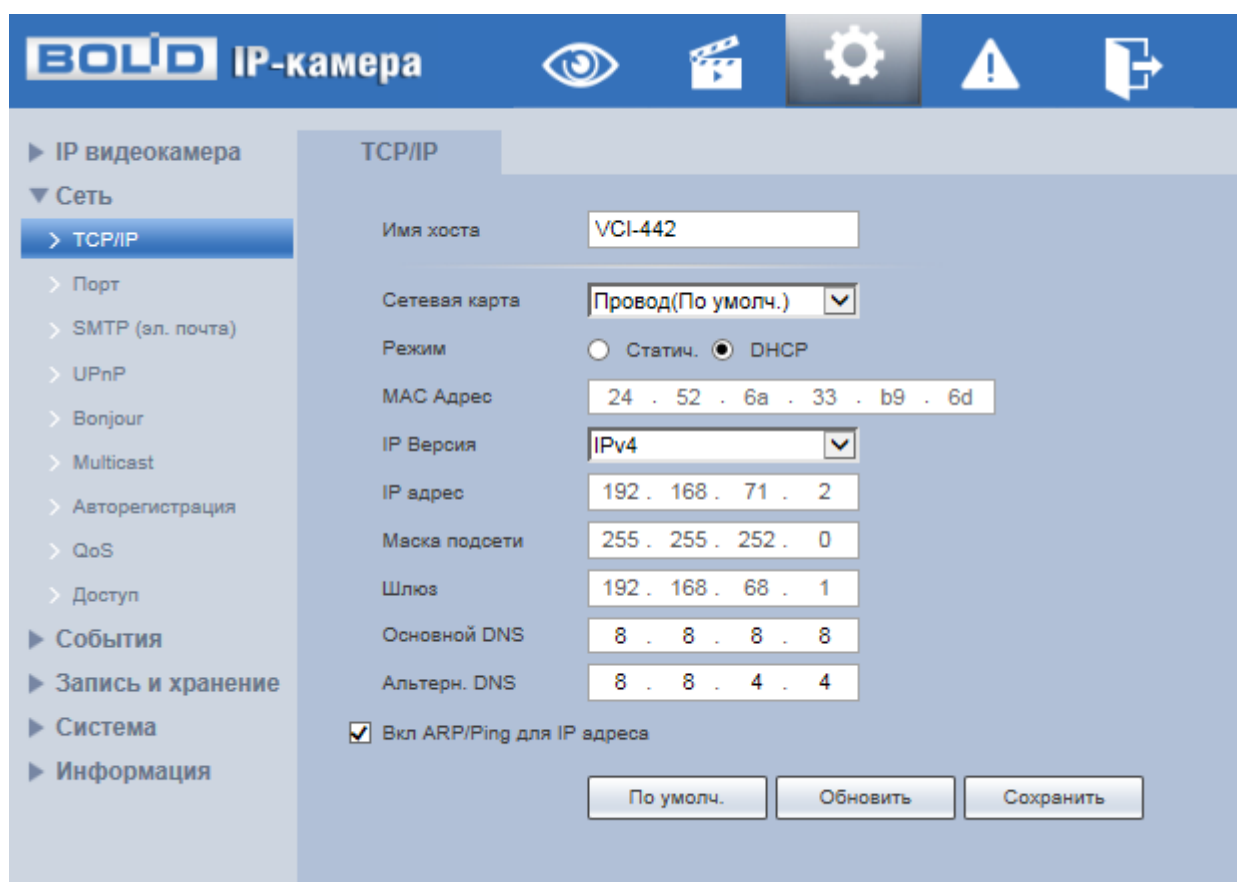 BOLID IP-камера
IP видеокамера
Сеть
TCP/IP
Порт
SMTP (эл. почта)
UPnP
Bonjour
Multicast
Авторегистрация
QoS
Доступ
События
Запись и хранение
Система
Информация
TCP/IP
Имя хоста VCI-442
Сетевая карта Провод(По умолч.)
Режим Статич. DHCP
MAC Адрес 24 . 52 . 6a . 33 . b9 . 6d
IP Версия IPv4
IP адрес 192 . 168 . 71 . 2
Маска подсети 255 . 255 . 252 . 0
Шлюз 192 . 168 . 68 . 1
Основной DNS 8 . 8 . 8 . 8
Альтерн. DNS 8 . 8 . 4 . 4
Вкл ARP/Ping для IP адреса
По умолч. Обновить Сохранить